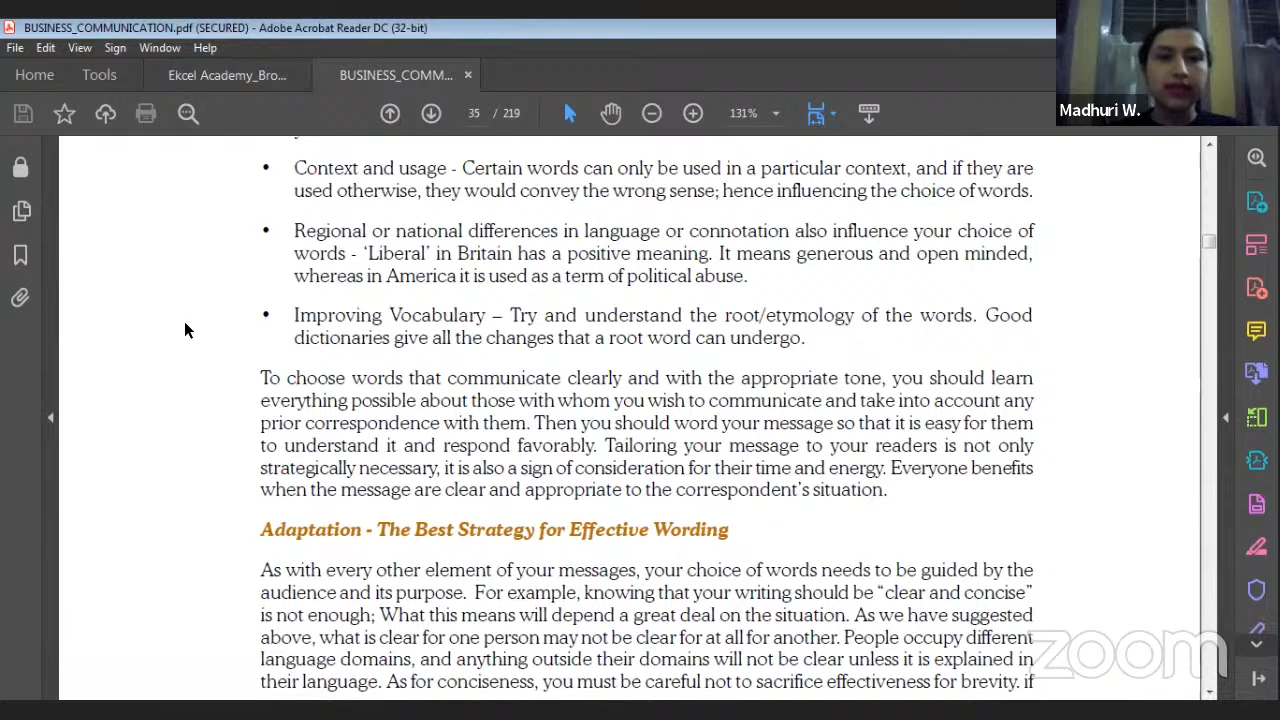 BUSINESS_COMMUNICATION.pdf (SECURED) - Adobe Acrobat Reader DC (32-bit)
File Edit View Sign Window Help
Home Tools Ekcel Academy_Bro... BUSINESS_COMM... ×
35 / 219 131%
Madhuri W.
• Context and usage - Certain words can only be used in a particular context, and if they are
used otherwise, they would convey the wrong sense; hence influencing the choice of words.
• Regional or national differences in language or connotation also influence your choice of
words - ‘Liberal’ in Britain has a positive meaning. It means generous and open minded,
whereas in America it is used as a term of political abuse.
• Improving Vocabulary – Try and understand the root/etymology of the words. Good
dictionaries give all the changes that a root word can undergo.
To choose words that communicate clearly and with the appropriate tone, you should learn
everything possible about those with whom you wish to communicate and take into account any
prior correspondence with them. Then you should word your message so that it is easy for them
to understand it and respond favorably. Tailoring your message to your readers is not only
strategically necessary, it is also a sign of consideration for their time and energy. Everyone benefits
when the message are clear and appropriate to the correspondent’s situation.
Adaptation - The Best Strategy for Effective Wording
As with every other element of your messages, your choice of words needs to be guided by the
audience and its purpose. For example, knowing that your writing should be “clear and concise”
is not enough; What this means will depend a great deal on the situation. As we have suggested
above, what is clear for one person may not be clear for at all for another. People occupy different
language domains, and anything outside their domains will not be clear unless it is explained in
their language. As for conciseness, you must be careful not to sacrifice effectiveness for brevity. if
zoom